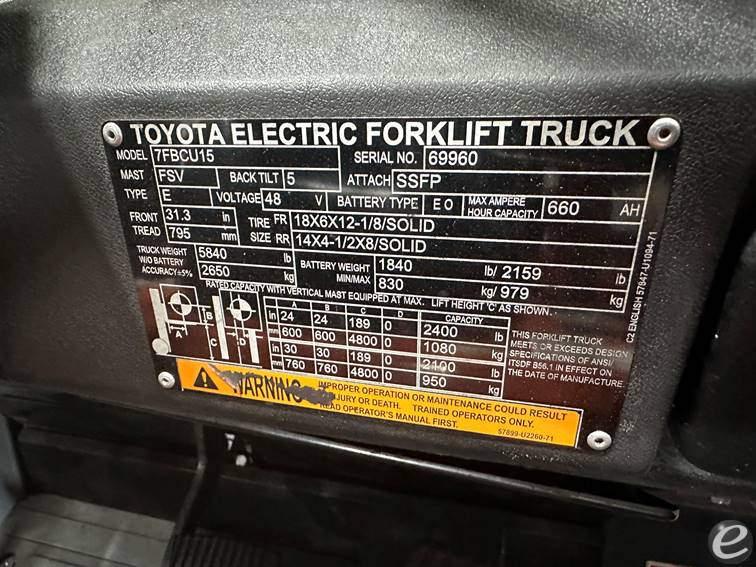 TOYOTA ELECTRIC FORKLIFT TRUCK
MODEL 7FBCU15 SERIAL NO. 69960
MAST FSV BACK TILT 5 ATTACH SSFP
TYPE E VOLTAGE 48 V BATTERY TYPE E O MAX AMPERE HOUR CAPACITY 660 AH
FRONT TREAD 31.3 in TIRE SIZE FR 18X6X12-1/8/SOLID
795 mm RR 14X4-1/2X8/SOLID
TRUCK WEIGHT W/O BATTERY ACCURACY±5% 5840 lb BATTERY WEIGHT MIN/MAX 1840 lb/ 2159 lb
2650 kg 830 kg/ 979 kg
RATED CAPACITY WITH VERTICAL MAST EQUIPPED AT MAX. LIFT HEIGHT 'C' AS SHOWN.
A B C D CAPACITY
in 24 24 189 0 2400 lb
mm 600 600 4800 0 1080 kg
in 30 30 189 0 2100 lb
mm 760 760 4800 0 950 kg
A B C D
THIS FORKLIFT TRUCK
MEETS OR EXCEEDS DESIGN
SPECIFICATIONS OF ANSI/
ITSDF B56.1 IN EFFECT ON
THE DATE OF MANUFACTURE.
C2 ENGLISH 57847-U1094-71
WARNING
IMPROPER OPERATION OR MAINTENANCE COULD RESULT
INJURY OR DEATH. TRAINED OPERATORS ONLY.
READ OPERATOR'S MANUAL FIRST.
57899-U2260-71
e